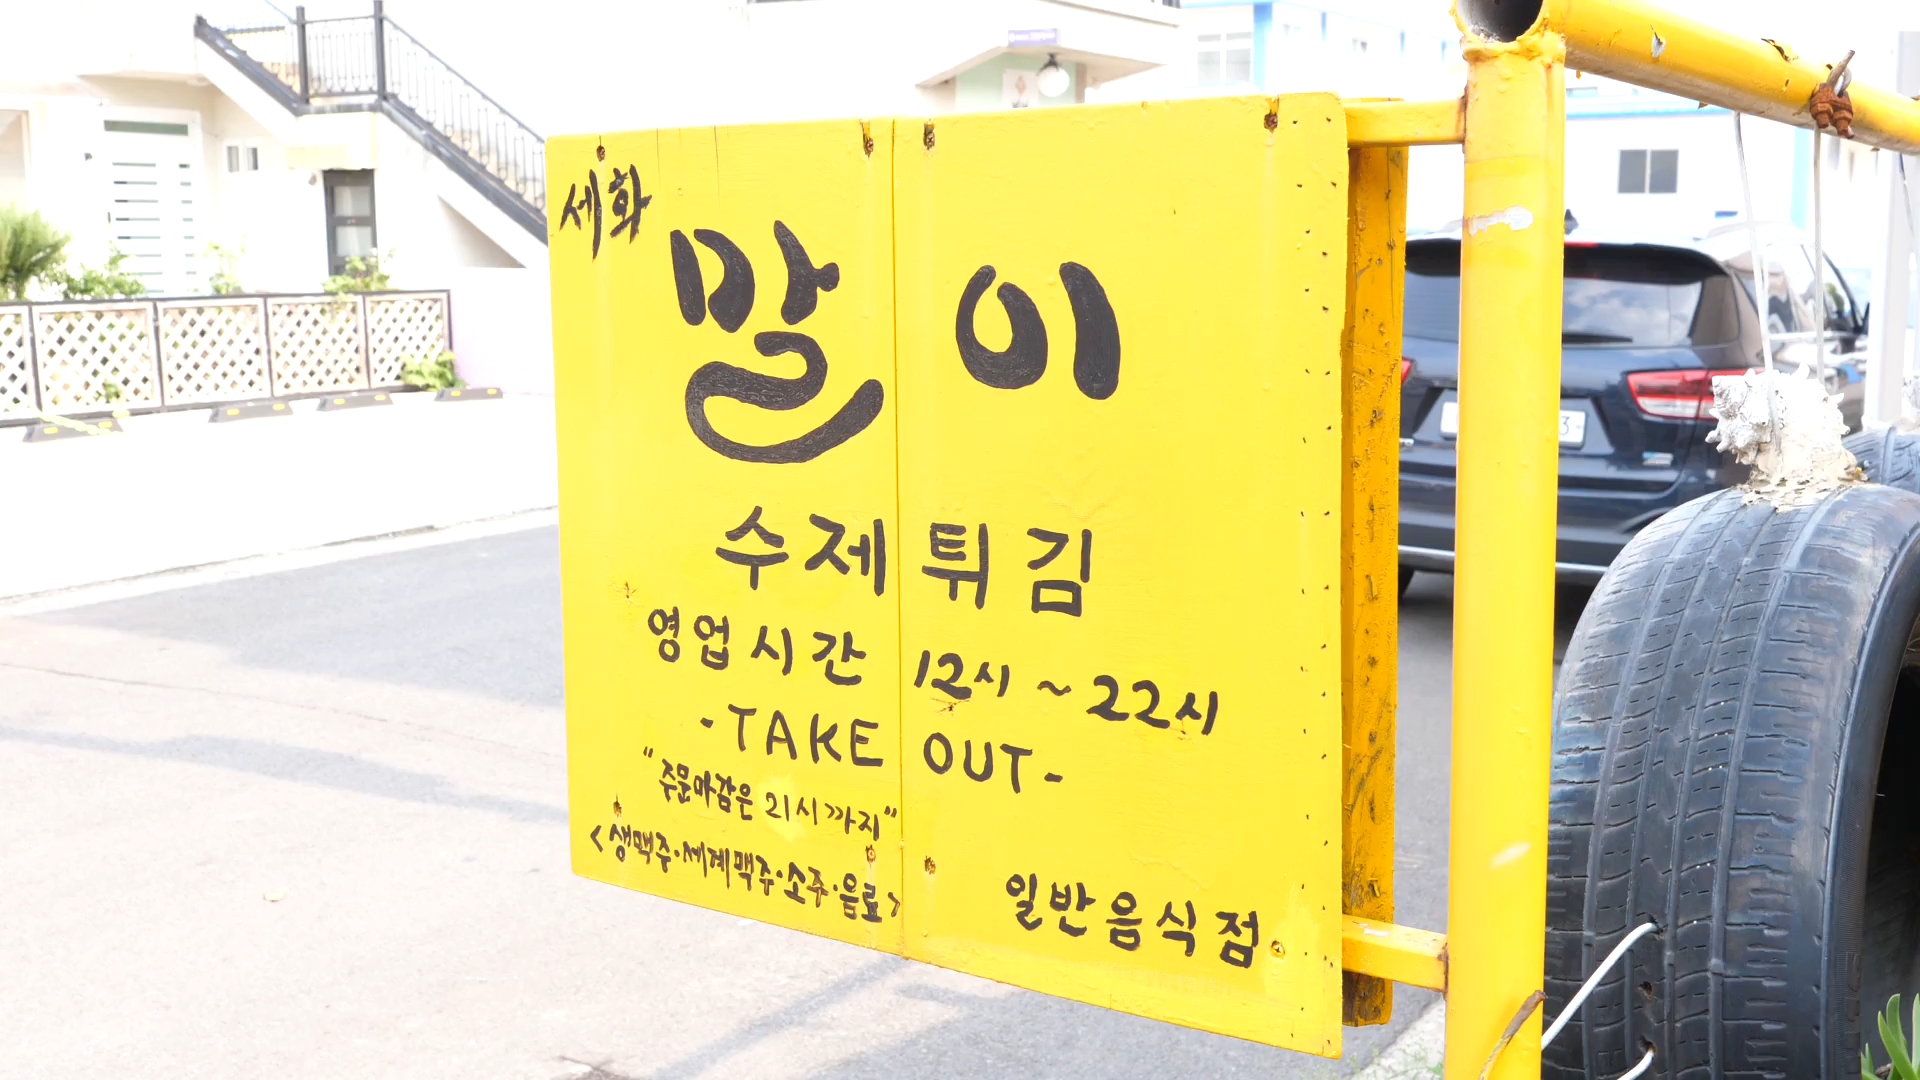 세화
말이
수제튀김
영업시간 12시~22시
-TAKE OUT-
"주문마감은 21시까지"
<생맥주·세계맥주·소주·음료>
일반음식점